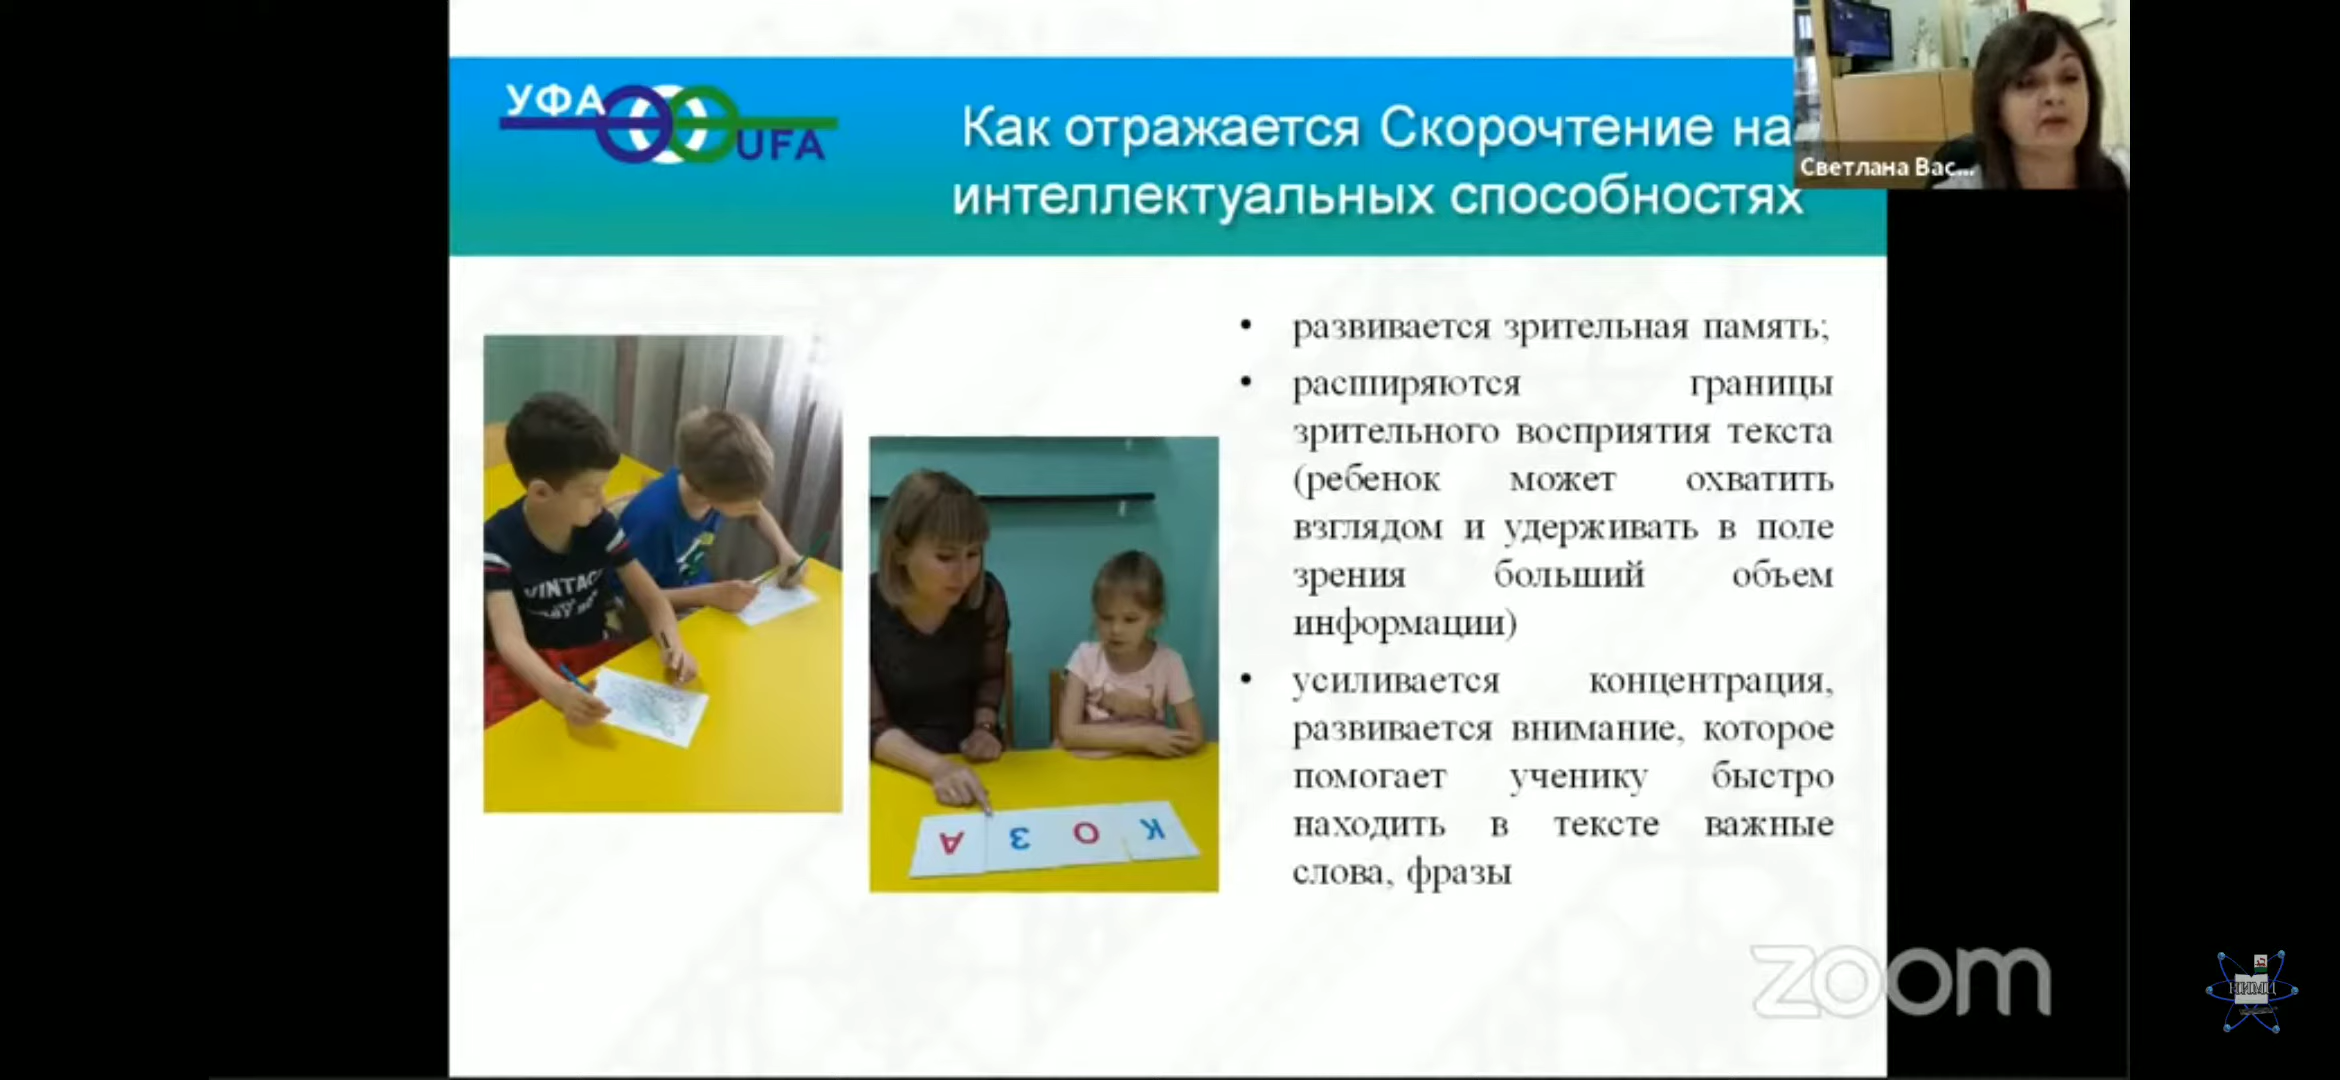 УФА
UFA
Как отражается Скорочтение на
интеллектуальных способностях
Светлана Вас...
• развивается зрительная память;
• расширяются границы
зрительного восприятия текста
(ребенок может охватить
взглядом и удерживать в поле
зрения больший объем
информации)
• усиливается концентрация,
развивается внимание, которое
помогает ученику быстро
находить в тексте важные
слова, фразы
VINTAG
К О З А
zoom
НИМЦ